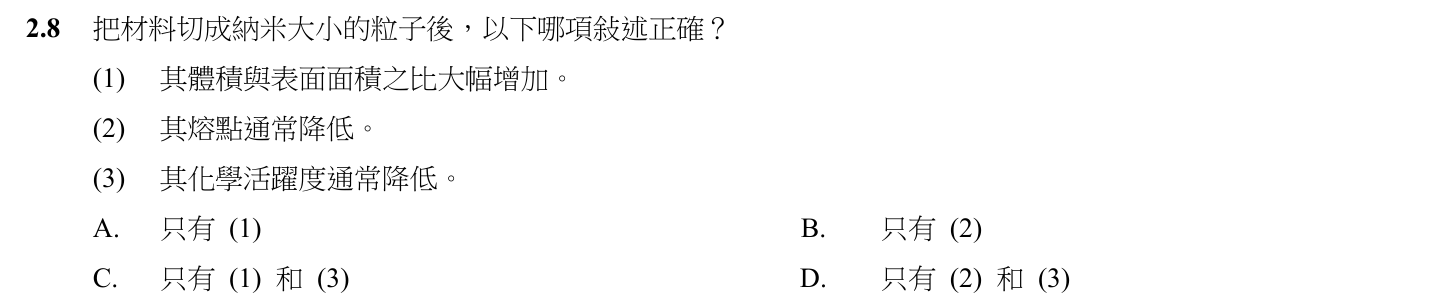 2.8 把材料切成納米大小的粒子後，以下哪項敍述正確？
(1) 其體積與表面面積之比大幅增加。
(2) 其熔點通常降低。
(3) 其化學活躍度通常降低。
A. 只有 (1) B. 只有 (2)
C. 只有 (1) 和 (3) D. 只有 (2) 和 (3)